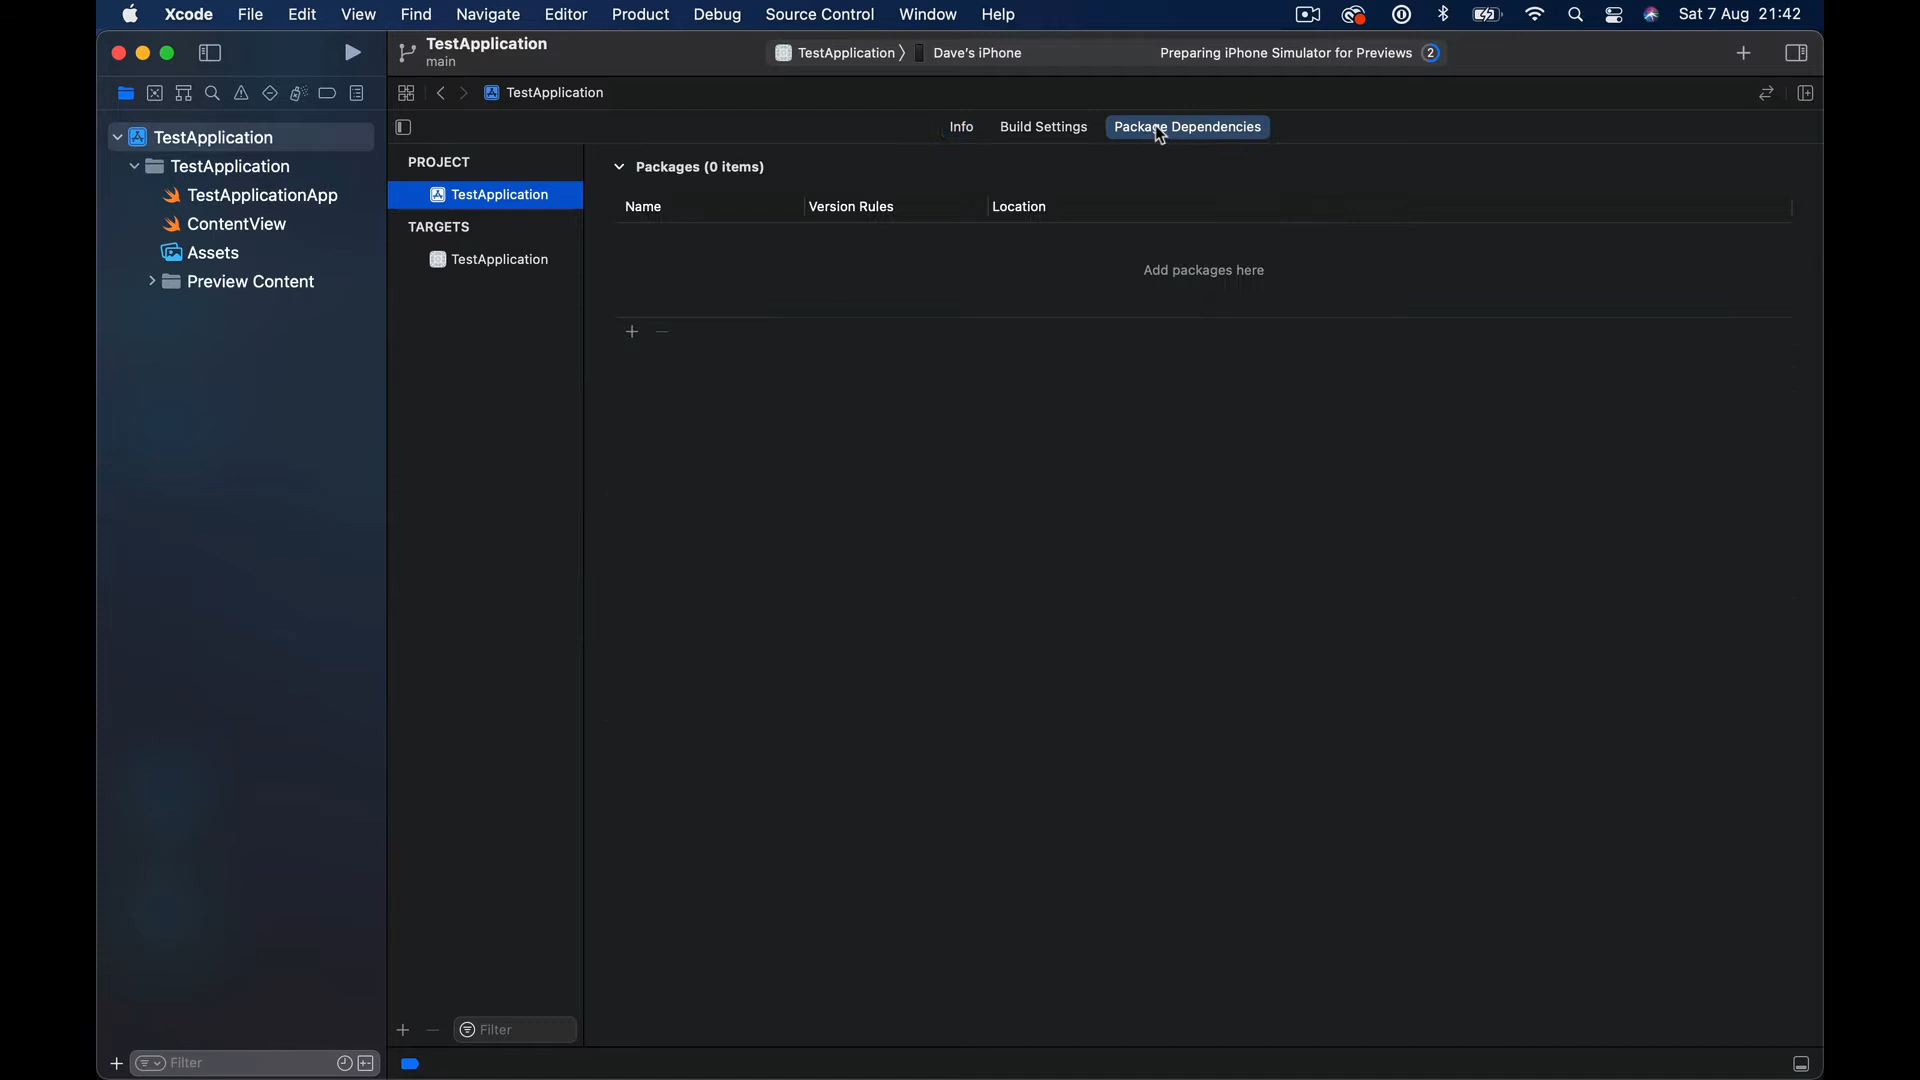 Xcode File Edit View Find Navigate Editor Product Debug Source Control Window Help Sat 7 Aug 21:42
TestApplication
main
TestApplication Dave's iPhone Preparing iPhone Simulator for Previews 2
TestApplication
Info Build Settings Package Dependencies
TestApplication
TestApplication
TestApplicationApp
ContentView
Assets
Preview Content
PROJECT
TestApplication
TARGETS
TestApplication
Packages (0 items)
Name Version Rules Location
Add packages here
Filter
Filter